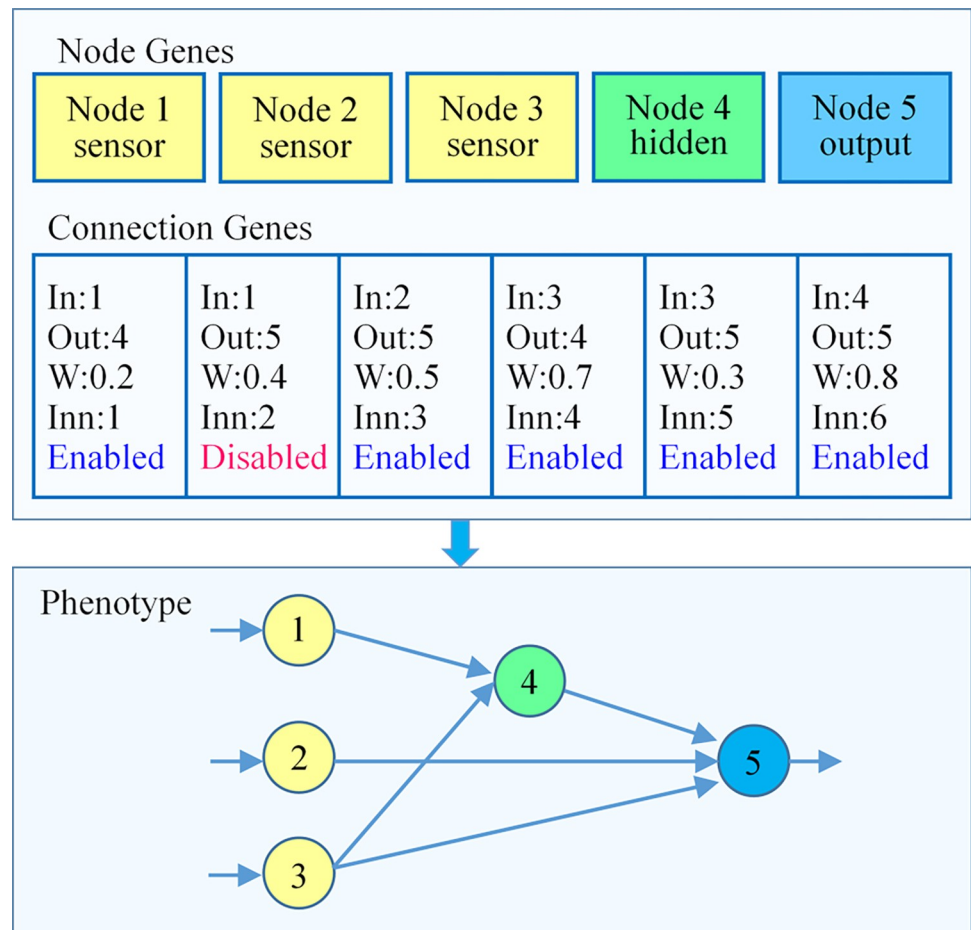 Node Genes
Node 1
sensor
Node 2
sensor
Node 3
sensor
Node 4
hidden
Node 5
output
Connection Genes
In:1
Out:4
W:0.2
Inn:1
Enabled
In:1
Out:5
W:0.4
Inn:2
Disabled
In:2
Out:5
W:0.5
Inn:3
Enabled
In:3
Out:4
W:0.7
Inn:4
Enabled
In:3
Out:5
W:0.3
Inn:5
Enabled
In:4
Out:5
W:0.8
Inn:6
Enabled
Phenotype
1
4
2
5
3